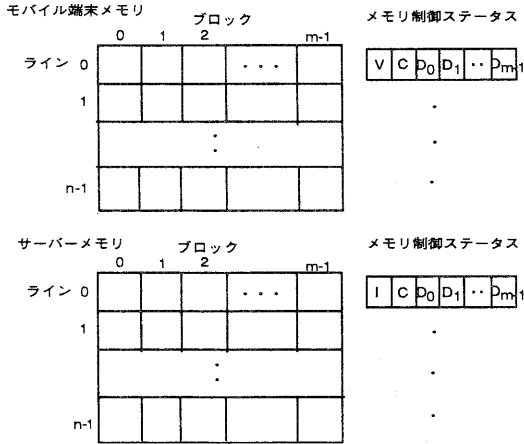 モバイル端末メモリ
ブロック
メモリ制御ステータス
0 1 2 m-1
ライン 0 ・・・ V C D0 D1 ・・ Dm-1
1
n-1
サーバーメモリ
ブロック
メモリ制御ステータス
0 1 2 m-1
ライン 0 ・・・ I C D0 D1 ・・ Dm-1
1
n-1